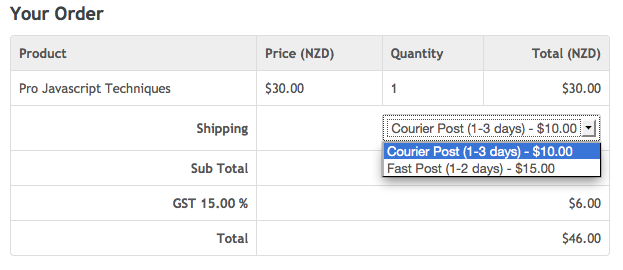 Your Order
Product Price (NZD) Quantity Total (NZD)
Pro Javascript Techniques $30.00 1 $30.00
Shipping Courier Post (1-3 days) - $10.00
Courier Post (1-3 days) - $10.00
Sub Total Fast Post (1-2 days) - $15.00
GST 15.00 % $6.00
Total $46.00